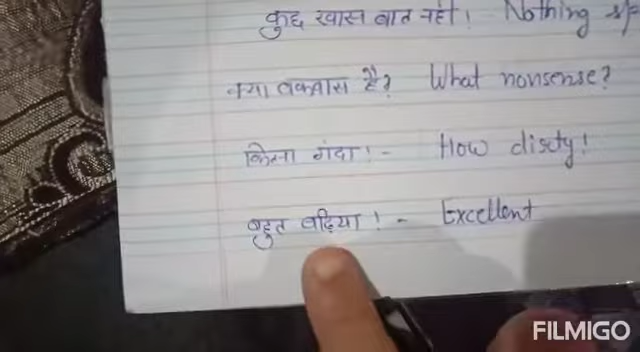 कुछ खास बात नहीं। Nothing
क्या बकवास है? What nonsense?
कितना गंदा! - How dirty!
बहुत बढ़िया! - Excellent
FILMIGO